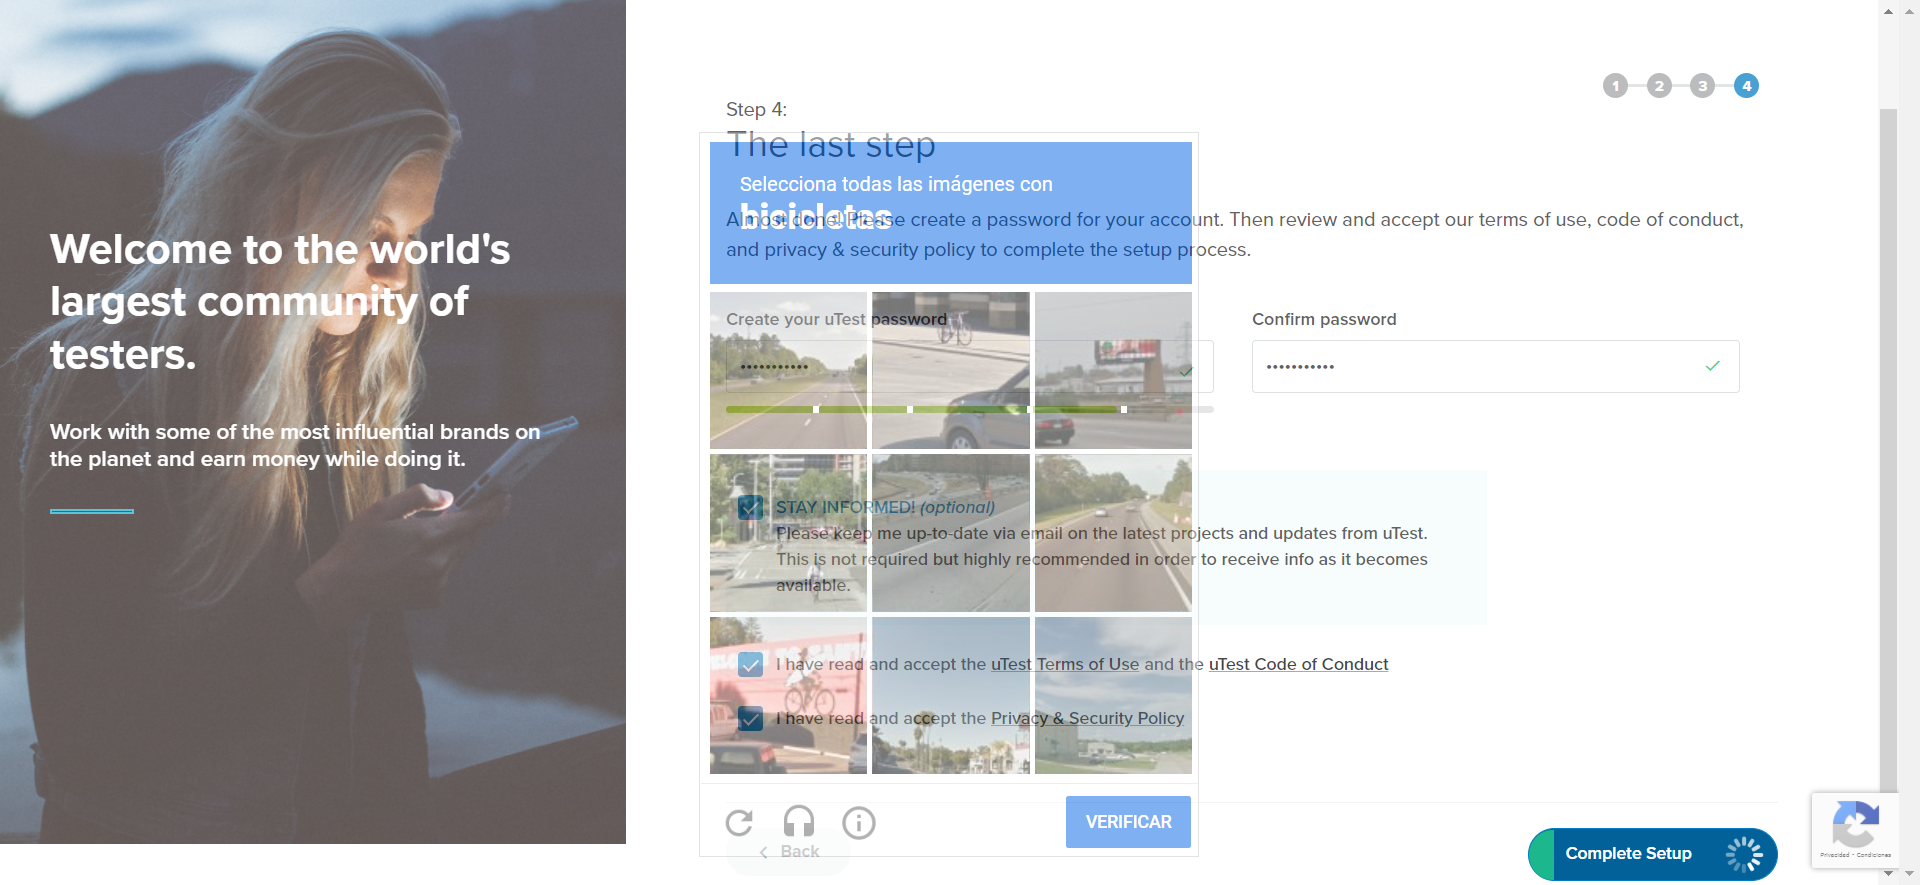 Welcome to the world's
largest community of
testers.
Work with some of the most influential brands on
the planet and earn money while doing it.
1 2 3 4
Step 4:
The last step
Selecciona todas las imágenes con
bicicletas
Almost done! Please create a password for your account. Then review and accept our terms of use, code of conduct,
and privacy & security policy to complete the setup process.
Create your uTest password
Confirm password
STAY INFORMED! (optional)
Please keep me up-to-date via email on the latest projects and updates from uTest.
This is not required but highly recommended in order to receive info as it becomes
available.
I have read and accept the uTest Terms of Use and the uTest Code of Conduct
I have read and accept the Privacy & Security Policy
VERIFICAR
Back
Complete Setup
Privacidad - Condiciones